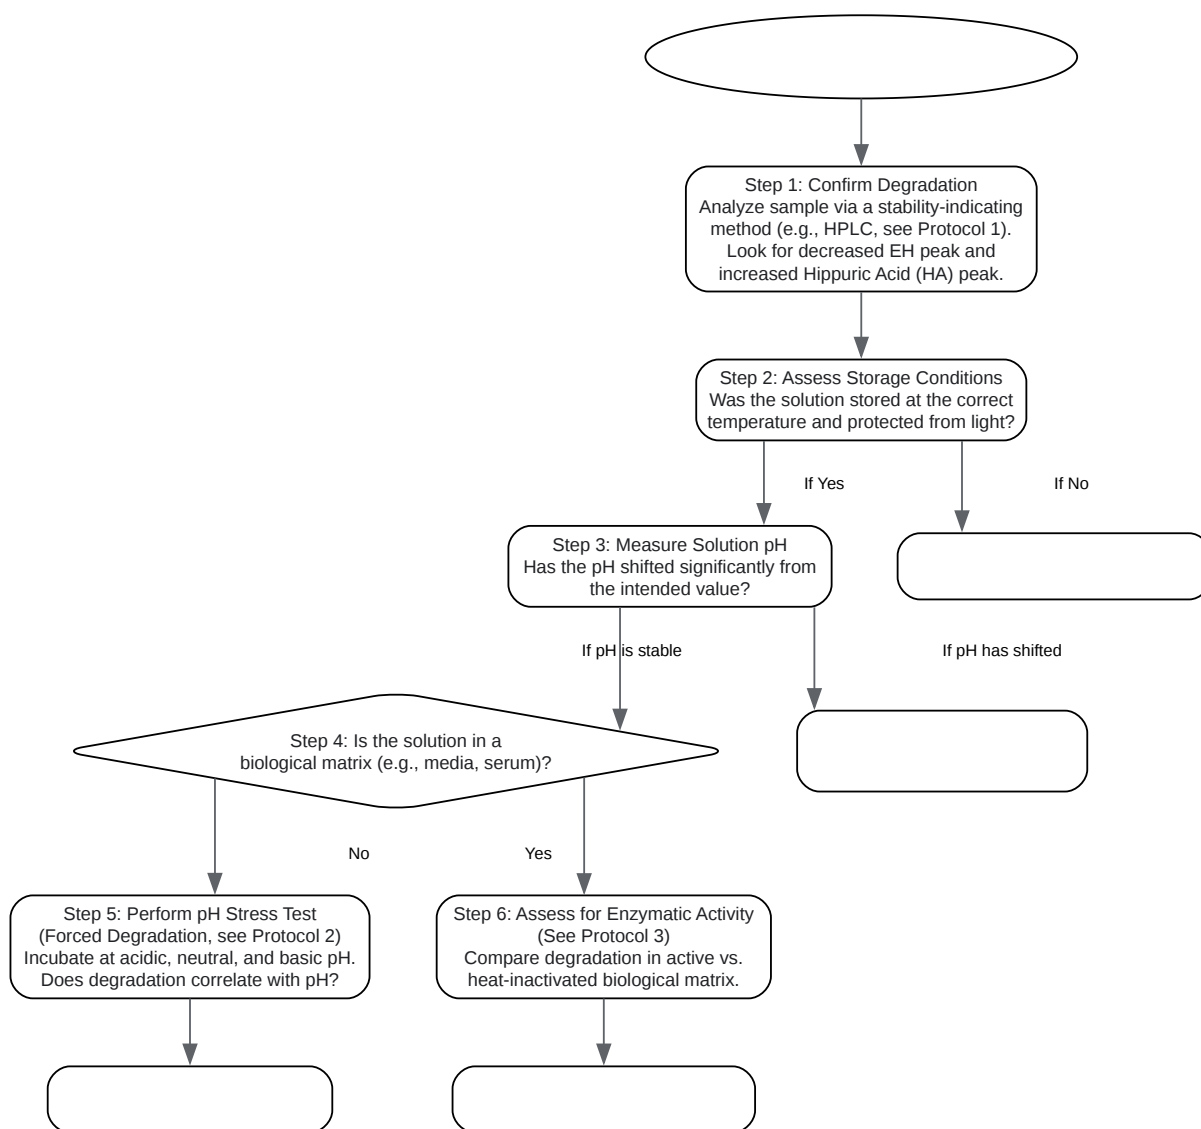 Step 1: Confirm Degradation
Analyze sample via a stability-indicating
method (e.g., HPLC, see Protocol 1).
Look for decreased EH peak and
increased Hippuric Acid (HA) peak.
Step 2: Assess Storage Conditions
Was the solution stored at the correct
temperature and protected from light?
If Yes
If No
Step 3: Measure Solution pH
Has the pH shifted significantly from
the intended value?
If pH is stable
If pH has shifted
Step 4: Is the solution in a
biological matrix (e.g., media, serum)?
No
Yes
Step 5: Perform pH Stress Test
(Forced Degradation, see Protocol 2)
Incubate at acidic, neutral, and basic pH.
Does degradation correlate with pH?
Step 6: Assess for Enzymatic Activity
(See Protocol 3)
Compare degradation in active vs.
heat-inactivated biological matrix.